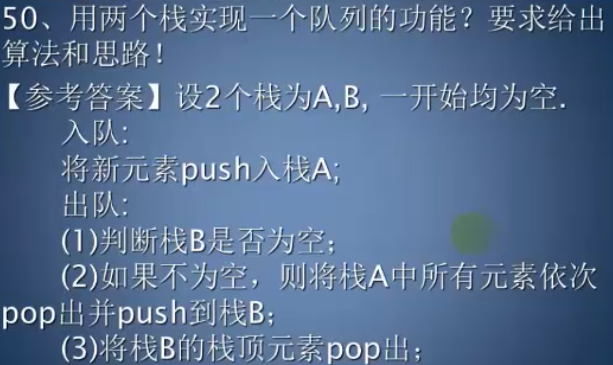 50、用两个栈实现一个队列的功能？要求给出
算法和思路！
【参考答案】设2个栈为A,B, 一开始均为空.
入队:
将新元素push入栈A;
出队:
(1)判断栈B是否为空；
(2)如果不为空，则将栈A中所有元素依次
pop出并push到栈B；
(3)将栈B的栈顶元素pop出；